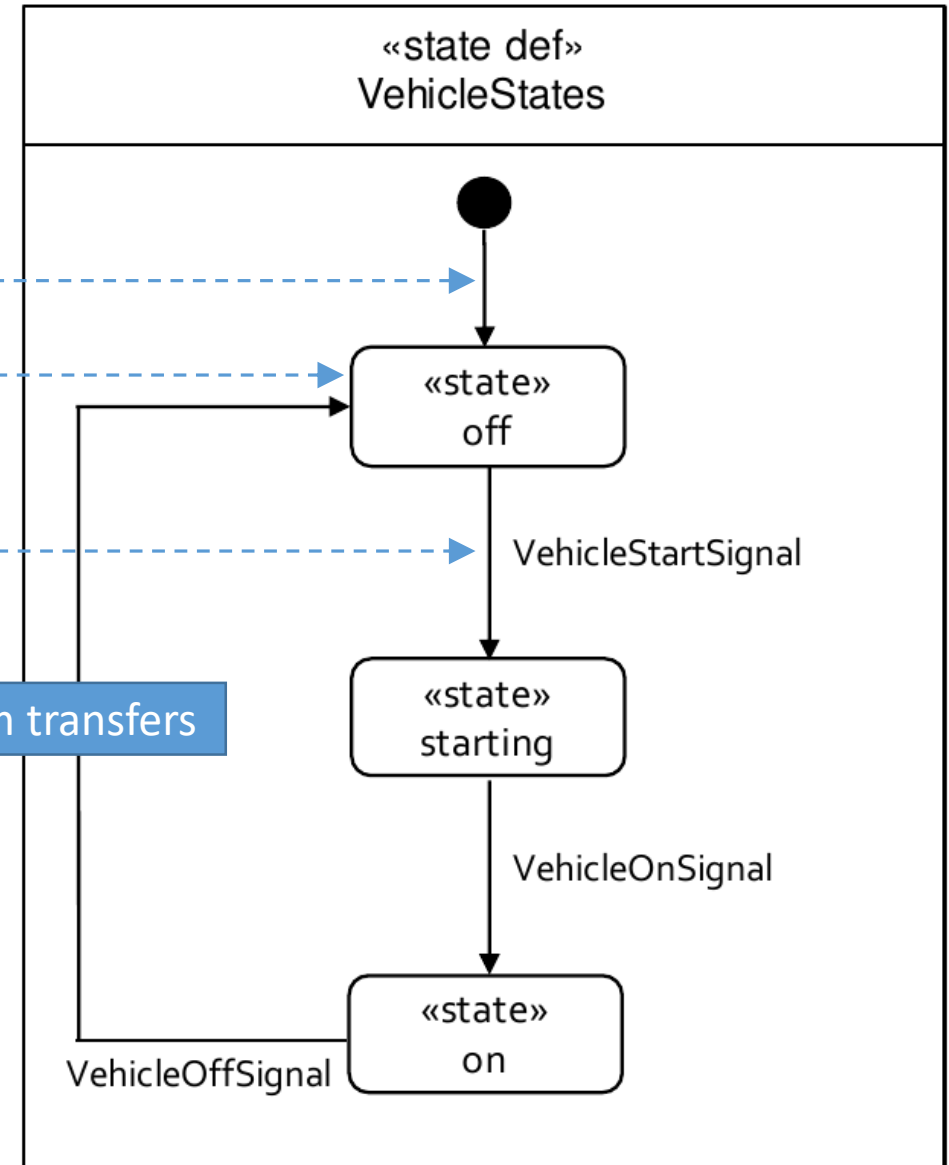 «state def»
VehicleStates
«state»
off
VehicleStartSignal
«state»
starting
transfers
VehicleOnSignal
«state»
on
VehicleOffSignal